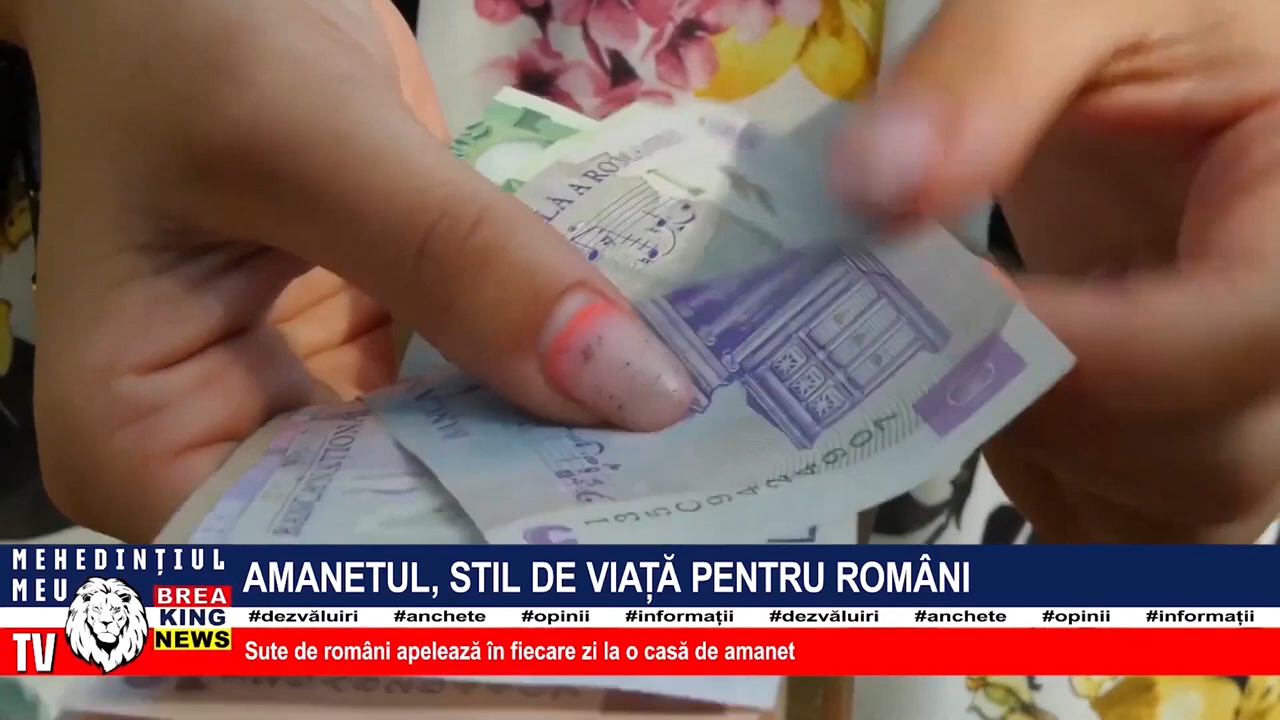 195C9424907
MEHEDINȚIUL
MEU
TV
BREA
KING
NEWS
AMANETUL, STIL DE VIAȚĂ PENTRU ROMÂNI
#dezvăluiri #anchete #opinii #informații #dezvăluiri #anchete #opinii #informații
Sute de români apelează în fiecare zi la o casă de amanet